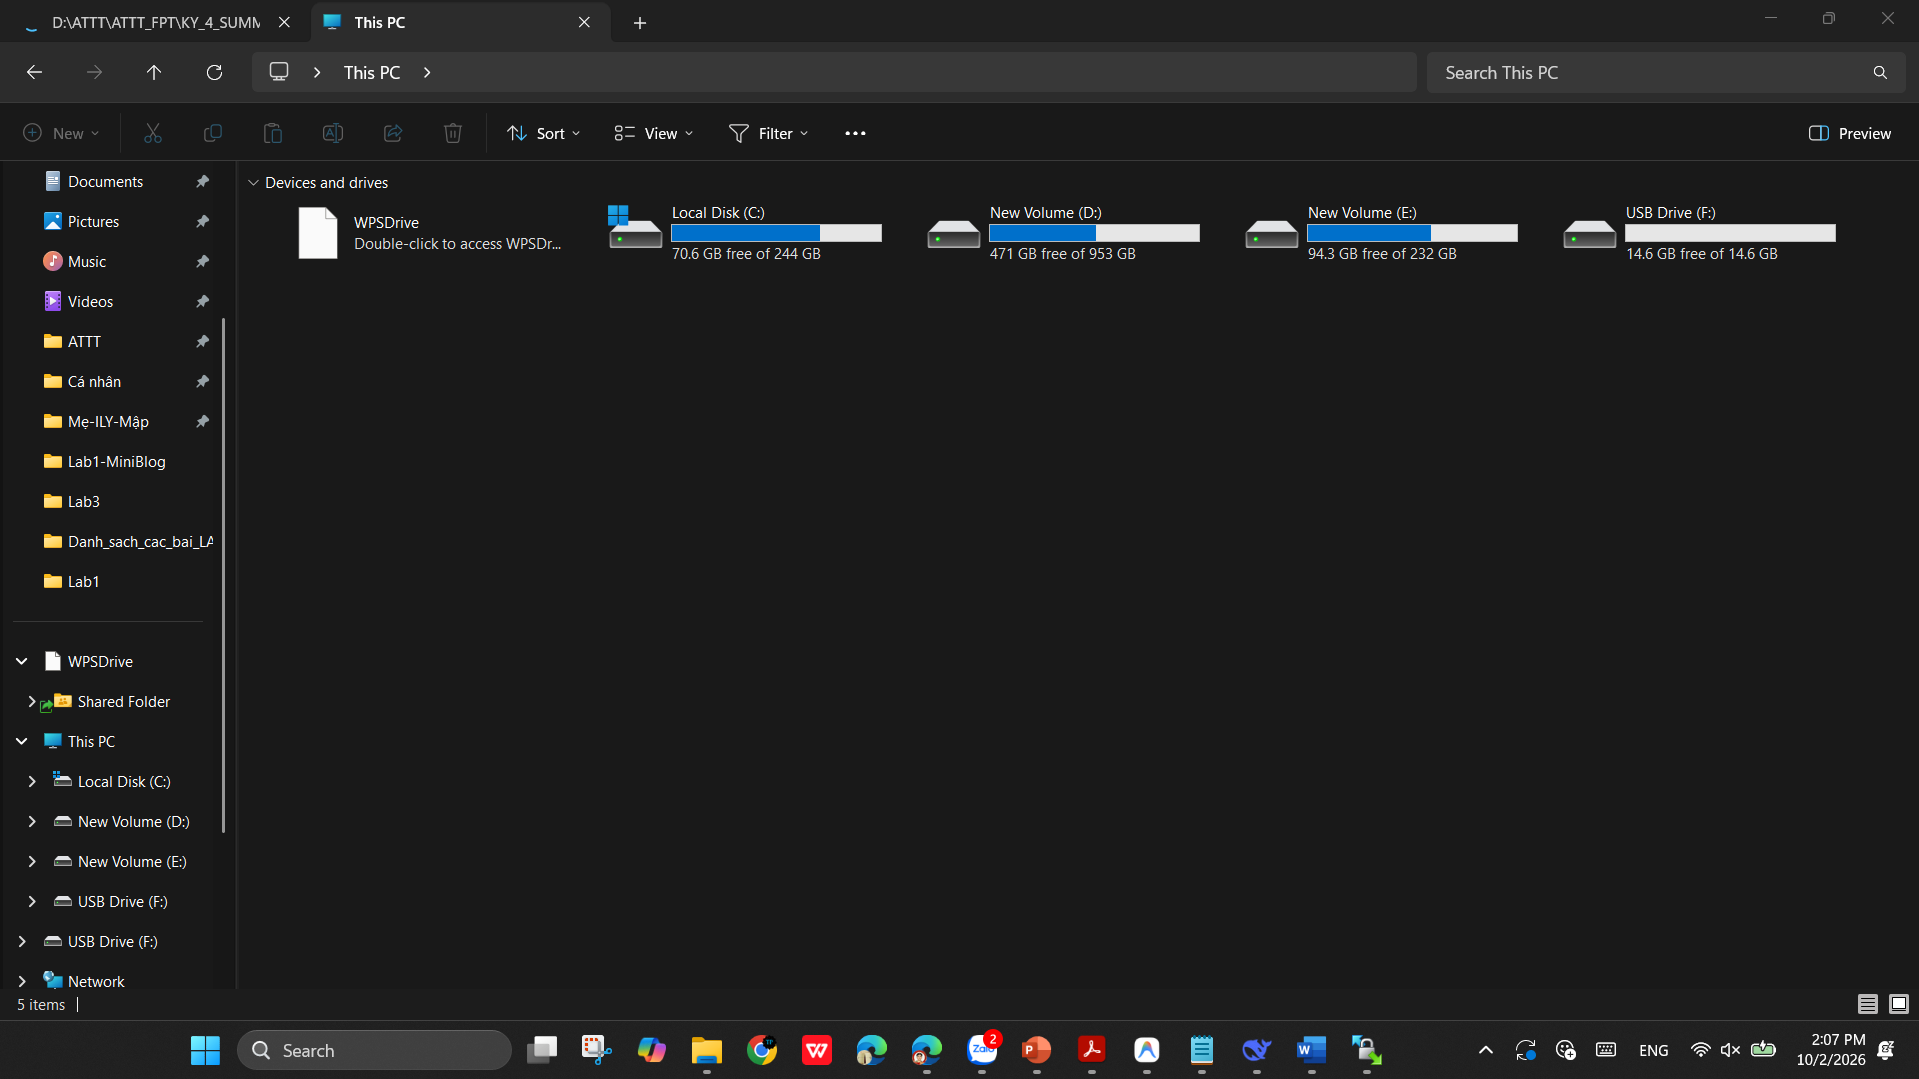 D:\ATTT\ATTT_FPT\KY_4_SUMM
This PC
This PC
Search This PC
New
Sort
View
Filter
Preview
Documents
Pictures
Music
Videos
ATTT
Cá nhân
Mẹ-ILY-Mập
Lab1-MiniBlog
Lab3
Danh_sach_cac_bai_LA
Lab1
WPSDrive
Shared Folder
This PC
Local Disk (C:)
New Volume (D:)
New Volume (E:)
USB Drive (F:)
USB Drive (F:)
Network
Devices and drives
WPSDrive
Double-click to access WPSDr...
Local Disk (C:)
70.6 GB free of 244 GB
New Volume (D:)
471 GB free of 953 GB
New Volume (E:)
94.3 GB free of 232 GB
USB Drive (F:)
14.6 GB free of 14.6 GB
5 items
Search
Zalo
2
ENG
2:07 PM
10/2/2026